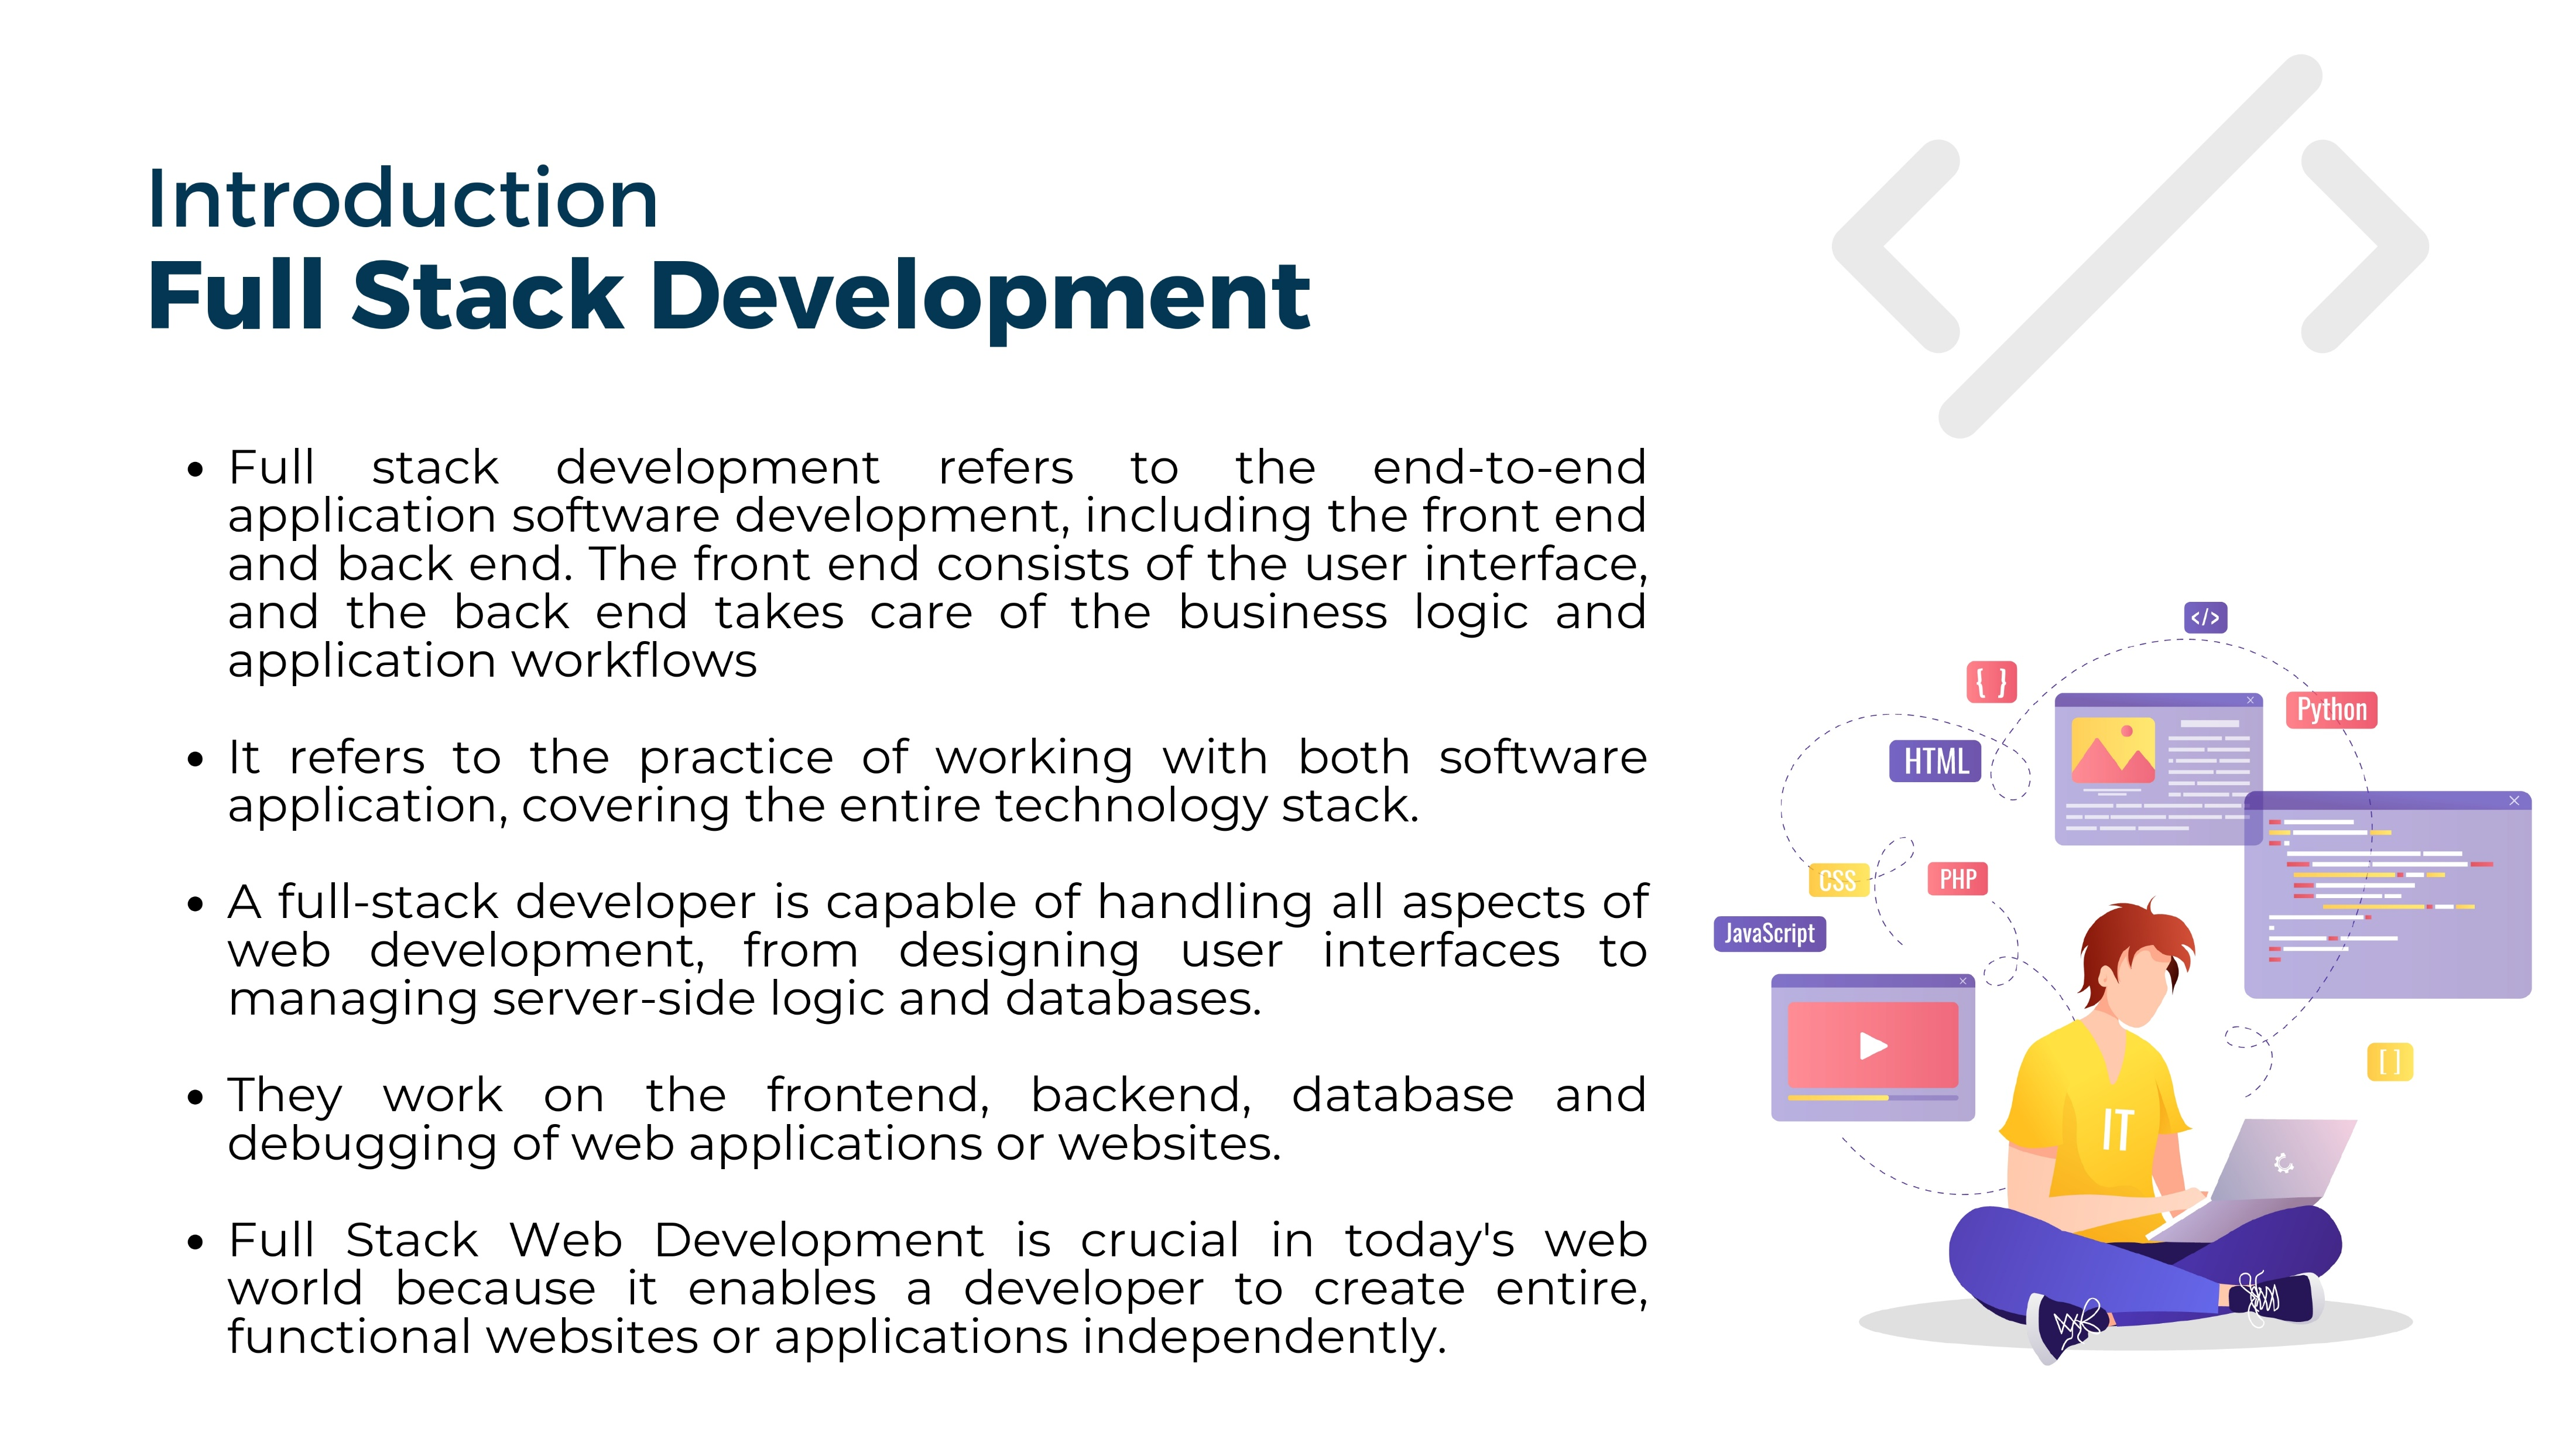 Introduction
Full Stack Development
• Full stack development refers to the end-to-end
application software development, including the front end
and back end. The front end consists of the user interface,
and the back end takes care of the business logic and
application workflows
• It refers to the practice of working with both software
application, covering the entire technology stack.
• A full-stack developer is capable of handling all aspects of
web development, from designing user interfaces to
managing server-side logic and databases.
• They work on the frontend, backend, database and
debugging of web applications or websites.
• Full Stack Web Development is crucial in today's web
world because it enables a developer to create entire,
functional websites or applications independently.
</>
{ }
Python
HTML
CSS
PHP
JavaScript
[ ]
IT